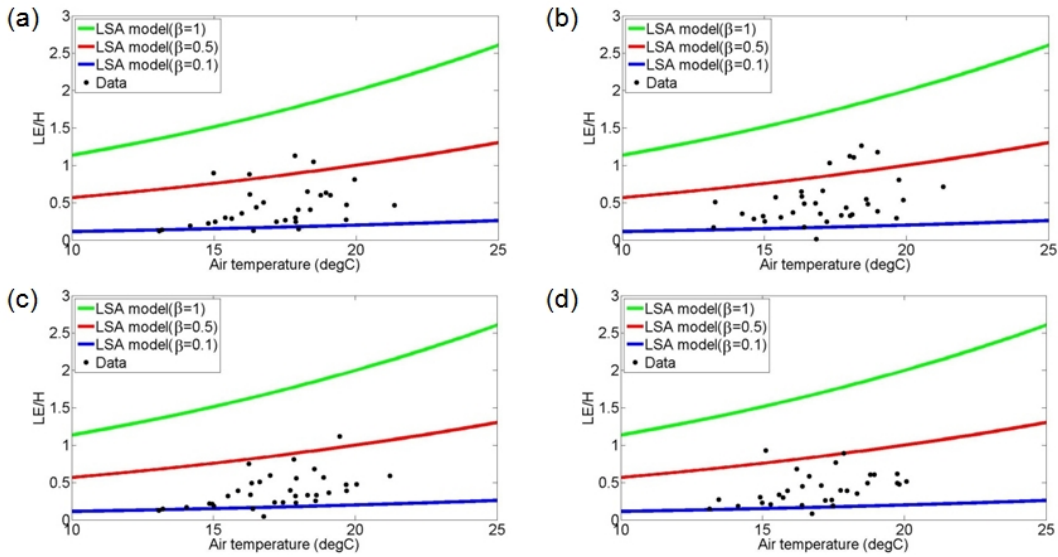 (a)
3
LSA model(β=1)
2.5
LSA model(β=0.5)
LSA model(β=0.1)
2
Data
LE/H
1.5
1
0.5
0
10 15 20 25
Air temperature (degC)
(b)
3
LSA model(β=1)
2.5
LSA model(β=0.5)
LSA model(β=0.1)
2
Data
LE/H
1.5
1
0.5
0
10 15 20 25
Air temperature (degC)
(c)
3
LSA model(β=1)
2.5
LSA model(β=0.5)
LSA model(β=0.1)
2
Data
LE/H
1.5
1
0.5
0
10 15 20 25
Air temperature (degC)
(d)
3
LSA model(β=1)
2.5
LSA model(β=0.5)
LSA model(β=0.1)
2
Data
LE/H
1.5
1
0.5
0
10 15 20 25
Air temperature (degC)